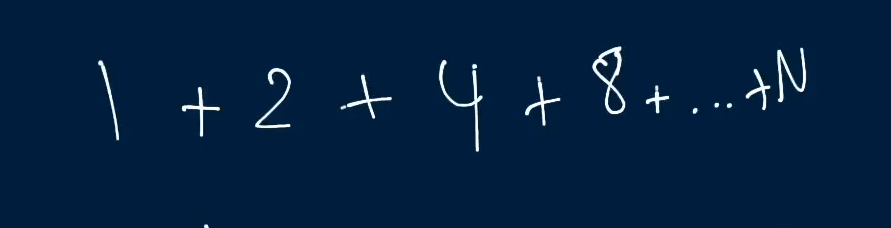 1 + 2 + 4 + 8 + ... + N